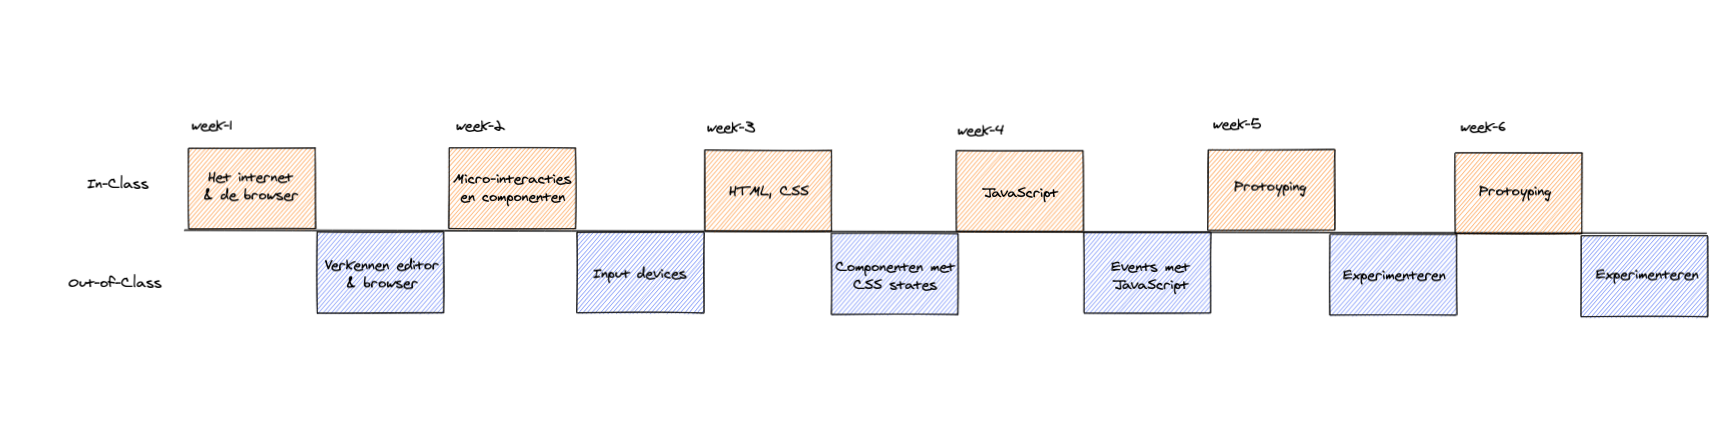 week-1
week-2
week-3
week-4
week-5
week-6
In-Class
Het internet
& de browser
Micro-interacties
en componenten
HTML, CSS
JavaScript
Protoyping
Protoyping
Out-of-Class
Verkennen editor
& browser
Input devices
Componenten met
CSS states
Events met
JavaScript
Experimenteren
Experimenteren